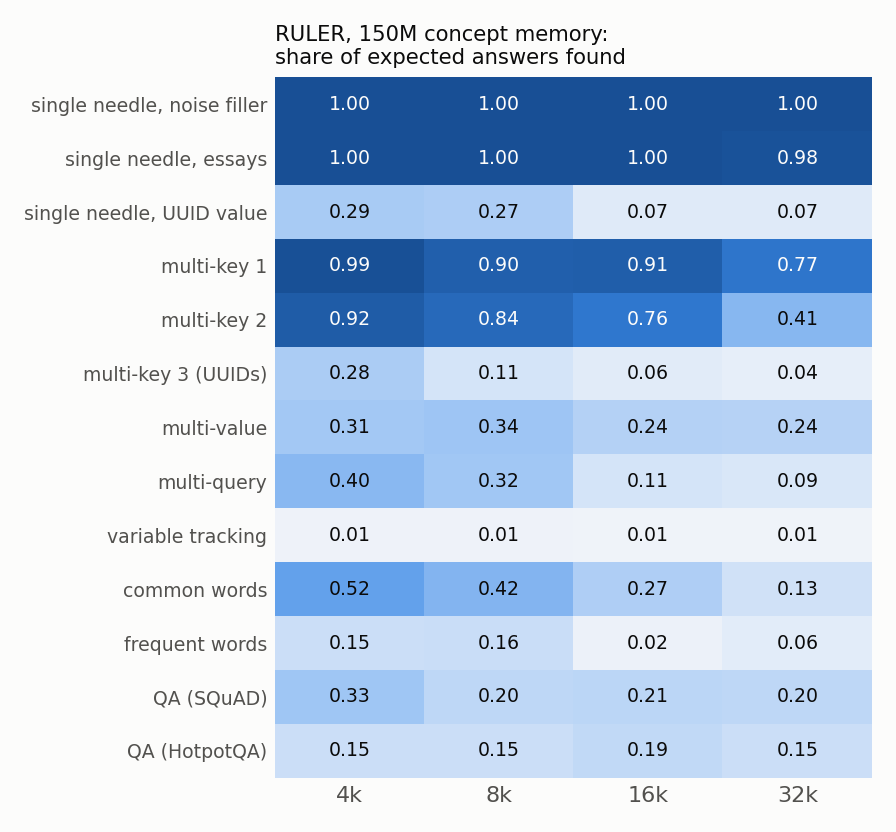 RULER, 150M concept memory:
share of expected answers found
single needle, noise filler 1.00 1.00 1.00 1.00
single needle, essays 1.00 1.00 1.00 0.98
single needle, UUID value 0.29 0.27 0.07 0.07
multi-key 1 0.99 0.90 0.91 0.77
multi-key 2 0.92 0.84 0.76 0.41
multi-key 3 (UUIDs) 0.28 0.11 0.06 0.04
multi-value 0.31 0.34 0.24 0.24
multi-query 0.40 0.32 0.11 0.09
variable tracking 0.01 0.01 0.01 0.01
common words 0.52 0.42 0.27 0.13
frequent words 0.15 0.16 0.02 0.06
QA (SQuAD) 0.33 0.20 0.21 0.20
QA (HotpotQA) 0.15 0.15 0.19 0.15
4k 8k 16k 32k